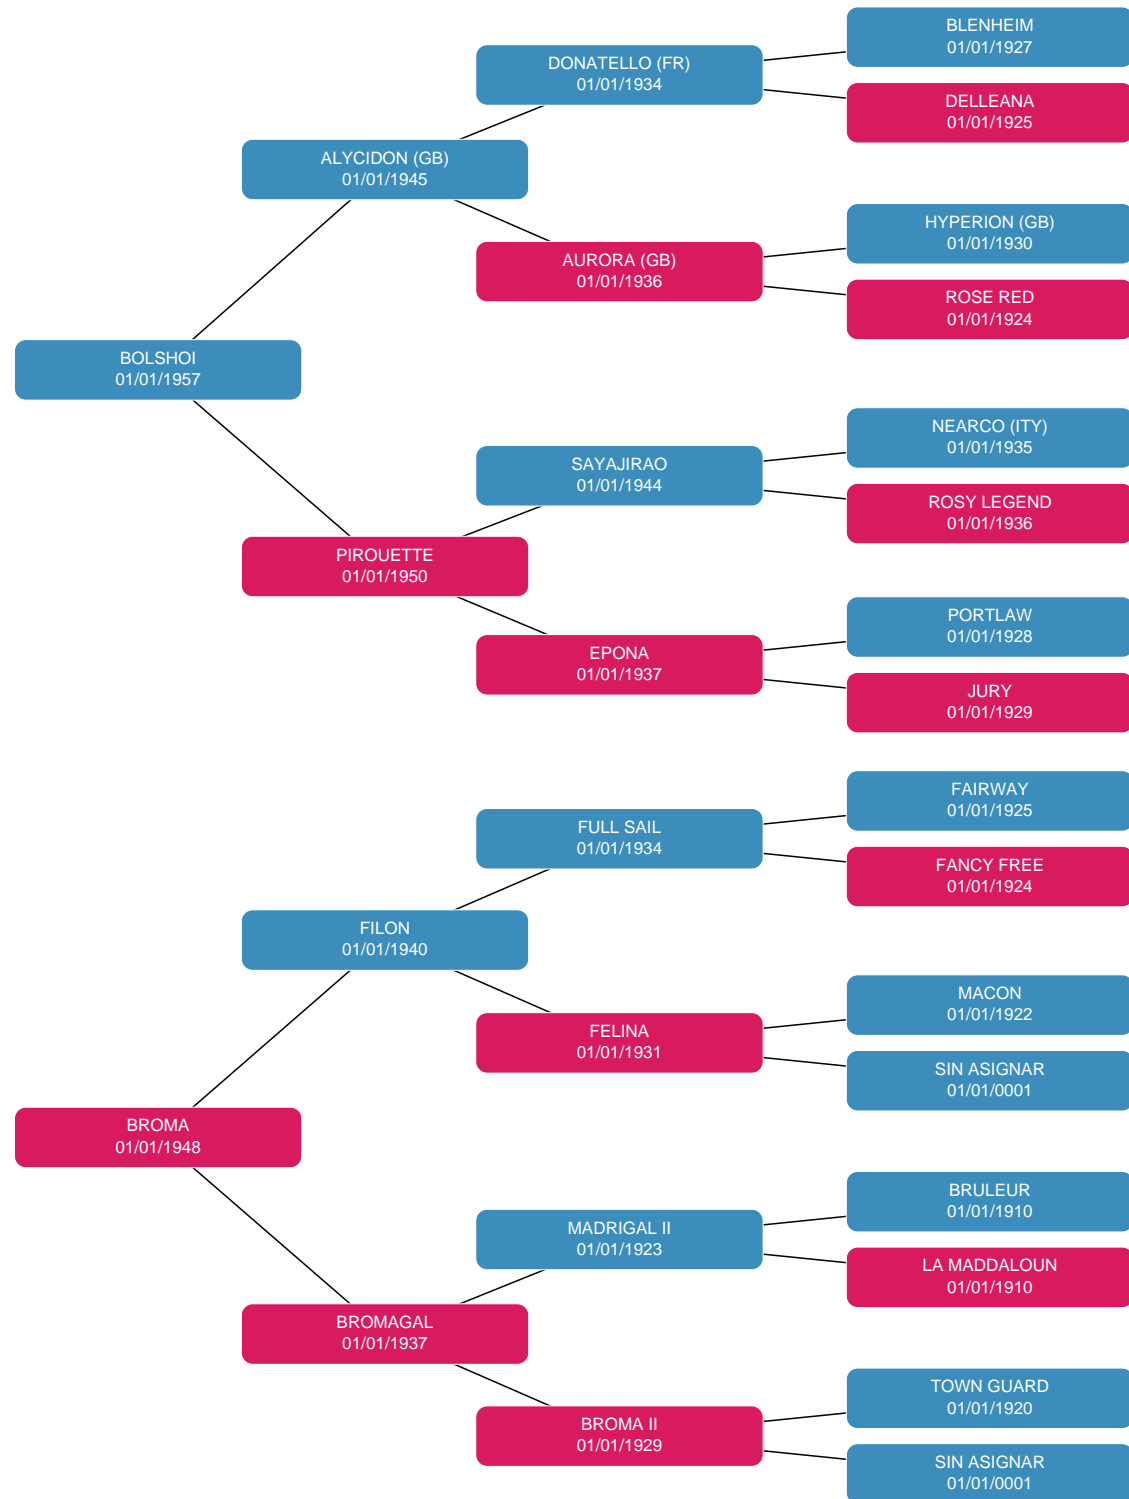 BLENHEIM
01/01/1927
DONATELLO (FR)
01/01/1934
DELLEANA
01/01/1925
ALYCIDON (GB)
01/01/1945
HYPERION (GB)
01/01/1930
AURORA (GB)
01/01/1936
ROSE RED
01/01/1924
BOLSHOI
01/01/1957
NEARCO (ITY)
01/01/1935
SAYAJIRAO
01/01/1944
ROSY LEGEND
01/01/1936
PIROUETTE
01/01/1950
PORTLAW
01/01/1928
EPONA
01/01/1937
JURY
01/01/1929
FAIRWAY
01/01/1925
FULL SAIL
01/01/1934
FANCY FREE
01/01/1924
FILON
01/01/1940
MACON
01/01/1922
FELINA
01/01/1931
SIN ASIGNAR
01/01/0001
BROMA
01/01/1948
BRULEUR
01/01/1910
MADRIGAL II
01/01/1923
LA MADDALOUN
01/01/1910
BROMAGAL
01/01/1937
TOWN GUARD
01/01/1920
BROMA II
01/01/1929
SIN ASIGNAR
01/01/0001